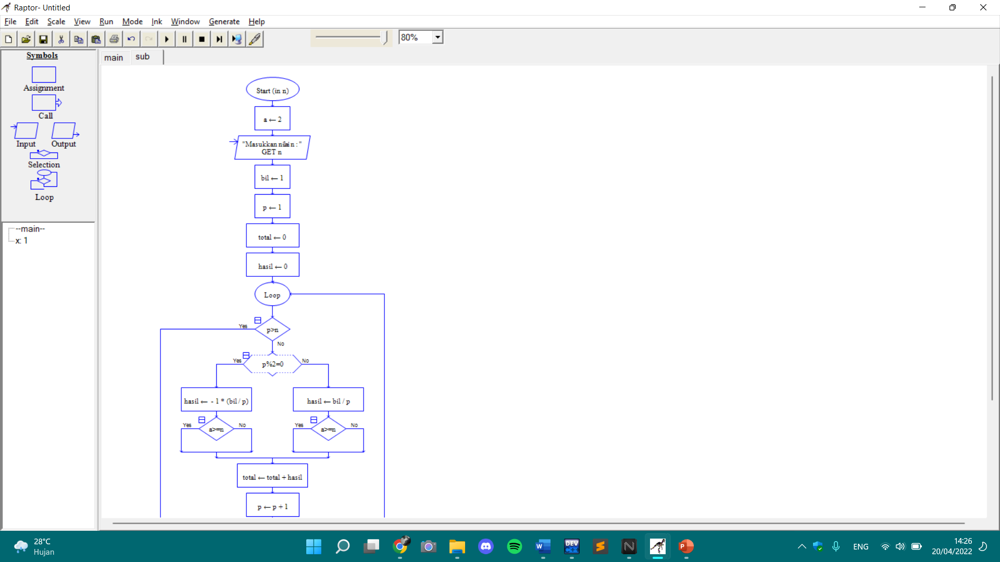 Raptor- Untitled
File Edit Scale View Run Mode Ink Window Generate Help
80%
Symbols
Assignment
Call
Input Output
Selection
Loop
--main--
x: 1
main sub
Start (in n)
a ← 2
"Masukkan nilai n : "
GET n
bil ← 1
p ← 1
total ← 0
hasil ← 0
Loop
Yes p>n
No
Yes p%2=0 No
hasil ← - 1 * (bil / p) hasil ← bil / p
Yes a>=n No Yes a>=n No
total ← total + hasil
p ← p + 1
28°C
Hujan
W DEV C++ S N P
ENG
14:26
20/04/2022